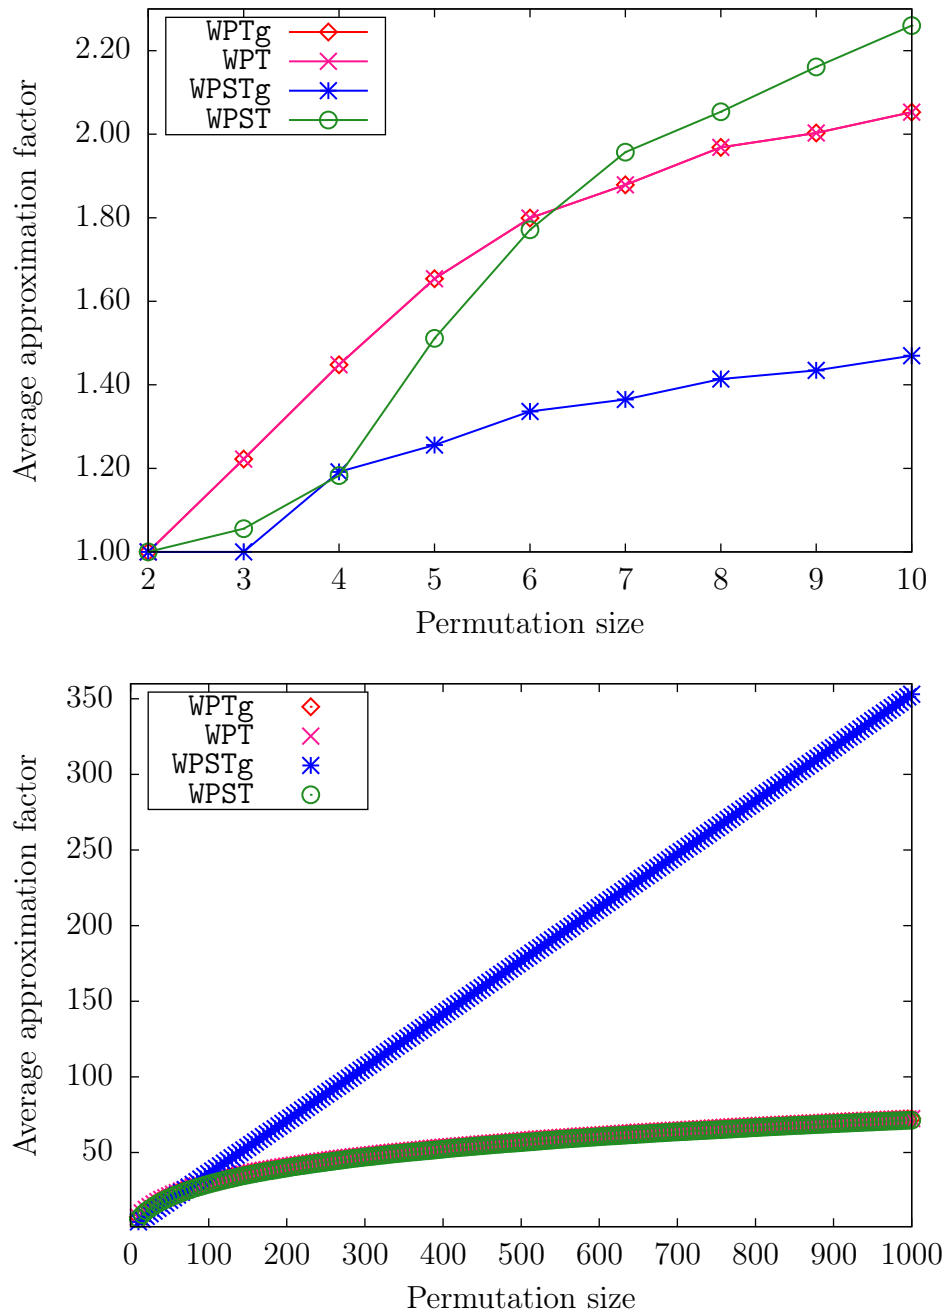 2.20
2.00
1.80
1.60
1.40
1.20
1.00
Average approximation factor
WPTg
WPT
WPSTg
WPST
2 3 4 5 6 7 8 9 10
Permutation size
350
300
250
200
150
100
50
Average approximation factor
WPTg
WPT
WPSTg
WPST
0 100 200 300 400 500 600 700 800 900 1000
Permutation size